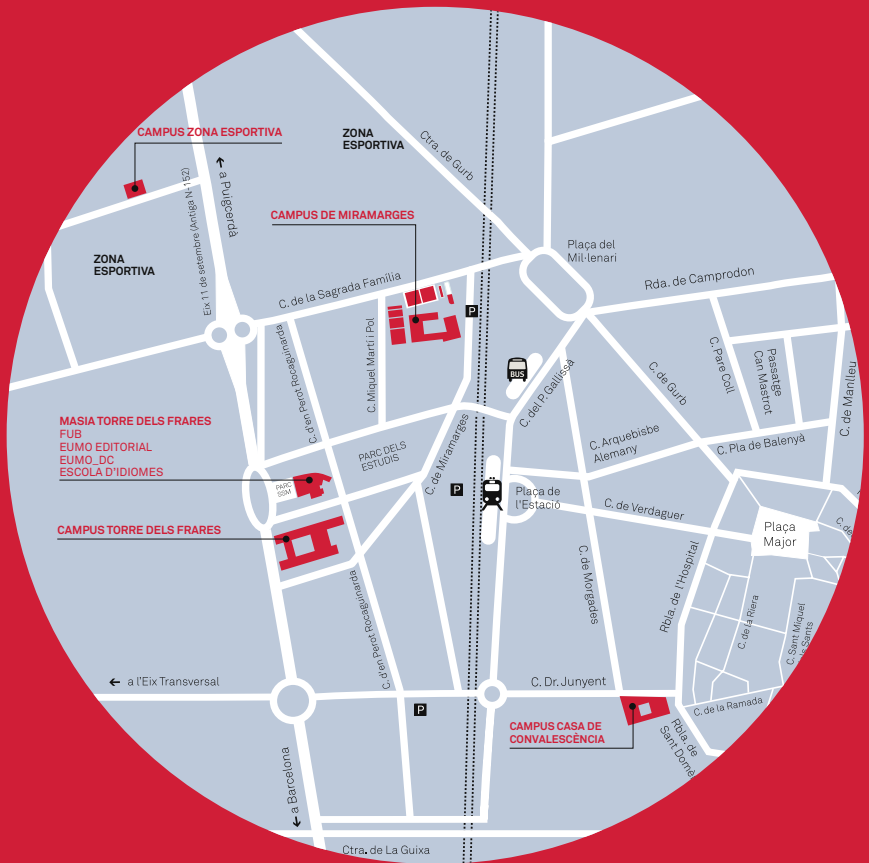 CAMPUS ZONA ESPORTIVA
ZONA
ESPORTIVA
Ctra. de Gurb
a Puigcerdà
Eix 11 de setembre (Antiga N-152)
CAMPUS DE MIRAMARGES
ZONA
ESPORTIVA
Plaça del
Mil·lenari
C. de la Sagrada Família
Rda. de Camprodon
P
C. d'en Perot Rocaguinarda
C. Miquel Martí i Pol
BUS
C. del P. Gallissà
C. de Gurb
C. Pare Coll
Passatge
Can Mastrot
C. de Manlleu
MASIA TORRE DELS FRARES
FUB
EUMO EDITORIAL
EUMO_DC
ESCOLA D'IDIOMES
PARC DELS
ESTUDIS
C. de Miramarges
C. Arquebisbe
Alemany
C. Pla de Balenyà
PARC
SSM
P
Plaça de
l'Estació
C. de Verdaguer
CAMPUS TORRE DELS FRARES
Plaça
Major
C. de
C. de Morgades
Rbla. de l'Hospital
C. d'en Perot Rocaguinarda
C. de la Riera
C. Sant Miquel
Sants
a l'Eix Transversal
C. Dr. Junyent
P
C. de la Ramada
CAMPUS CASA DE
CONVALESCÈNCIA
Rbla. de
Sant Domè
a Barcelona
Ctra. de La Guixa